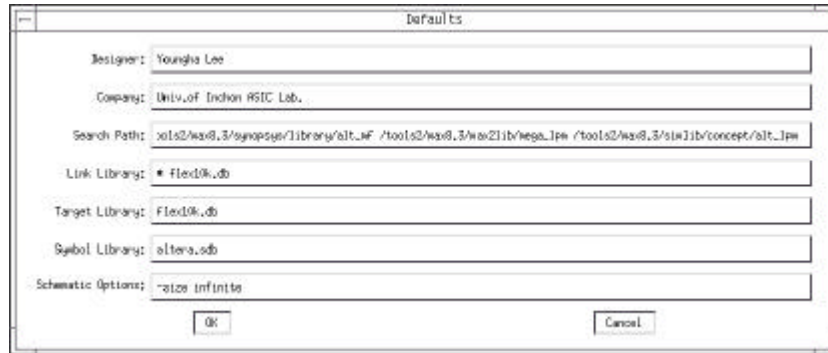 Defaults
Designer: Youngha Lee
Company: Univ.of Inchon ASIC Lab.
Search Path: ools2/max8.3/synopsys/library/alt_mf /tools2/max8.3/max2lib/mega_lpm /tools2/max8.3/simlib/concept/alt_lpm
Link Library: * flex10k.db
Target Library: flex10k.db
Symbol Library: altera.sdb
Schematic Options: -size infinite
OK Cancel